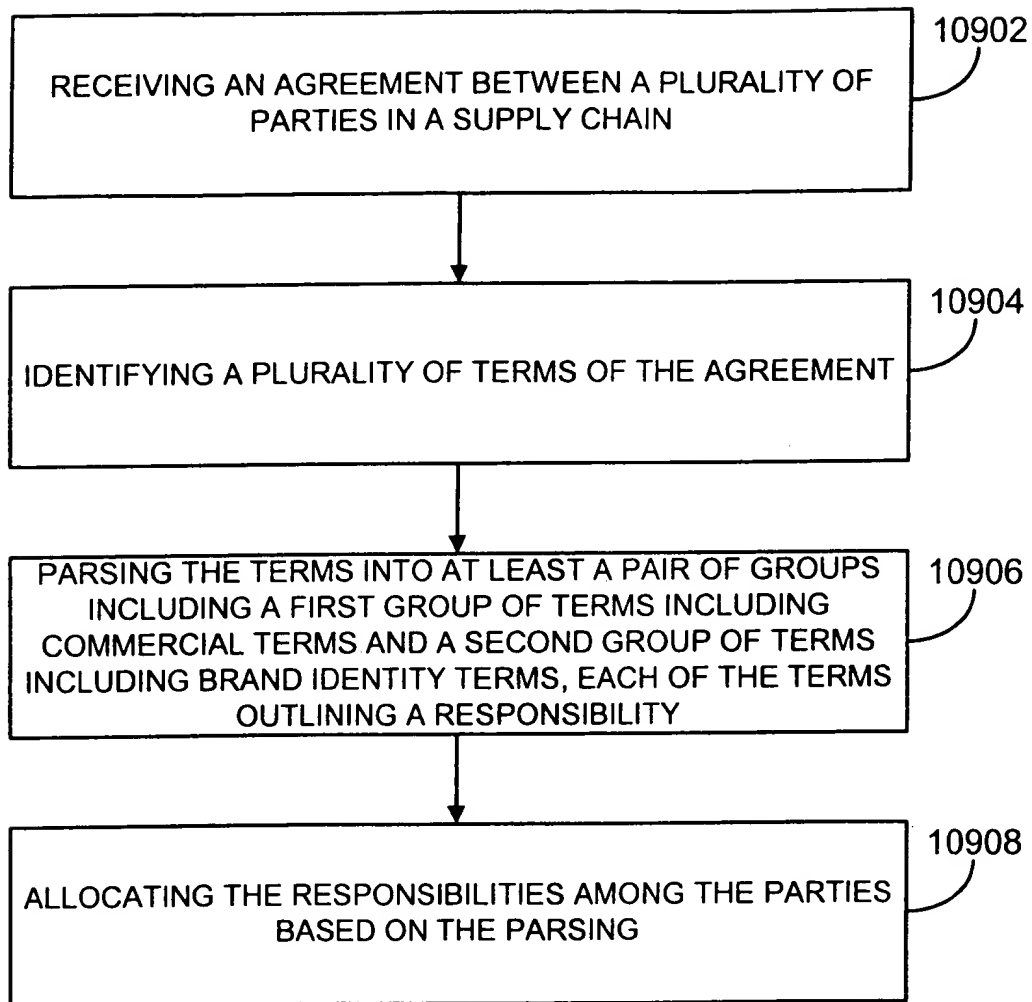 10902
RECEIVING AN AGREEMENT BETWEEN A PLURALITY OF
PARTIES IN A SUPPLY CHAIN
10904
IDENTIFYING A PLURALITY OF TERMS OF THE AGREEMENT
10906
PARSING THE TERMS INTO AT LEAST A PAIR OF GROUPS
INCLUDING A FIRST GROUP OF TERMS INCLUDING
COMMERCIAL TERMS AND A SECOND GROUP OF TERMS
INCLUDING BRAND IDENTITY TERMS, EACH OF THE TERMS
OUTLINING A RESPONSIBILITY
10908
ALLOCATING THE RESPONSIBILITIES AMONG THE PARTIES
BASED ON THE PARSING